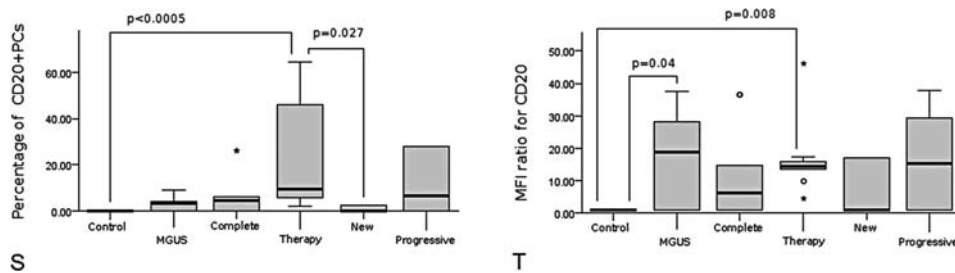 p<0.0005
p=0.027
Percentage of CD20+PCs
60.00
40.00
20.00
0.00
Control
MGUS
Complete
Therapy
New
Progressive
S
p=0.008
p=0.04
MFI ratio for CD20
50.00
40.00
30.00
20.00
10.00
0.00
Control
MGUS
Complete
Therapy
New
Progressive
T